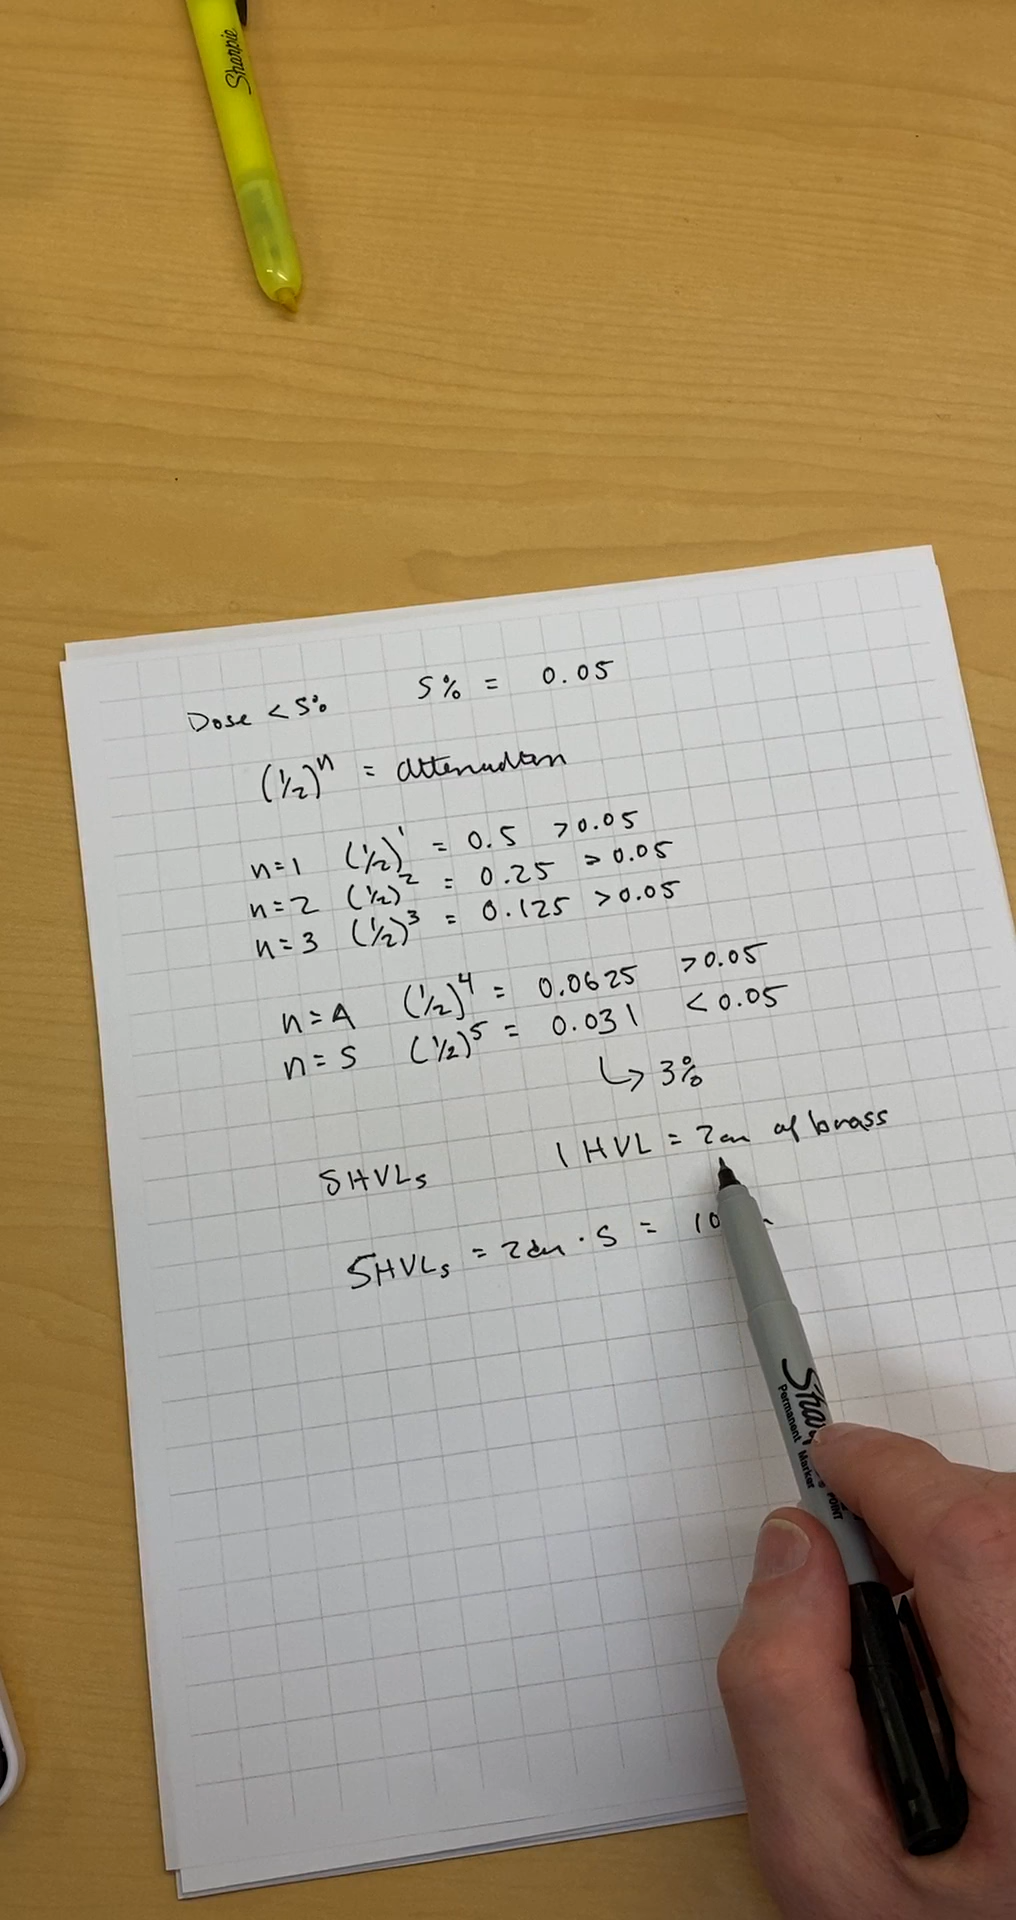 Sharpie
Dose < 5% 5% = 0.05
(1/2)^n = attenuation
n=1 (1/2)^1 = 0.5 >0.05
n=2 (1/2)^2 = 0.25 >0.05
n=3 (1/2)^3 = 0.125 >0.05
n=4 (1/2)^4 = 0.0625 >0.05
n=5 (1/2)^5 = 0.031 <0.05
↳ 3%
5HVLs 1 HVL = 2cm of brass
5HVLs = 2cm · 5 = 10
Permanent Marker
POINT